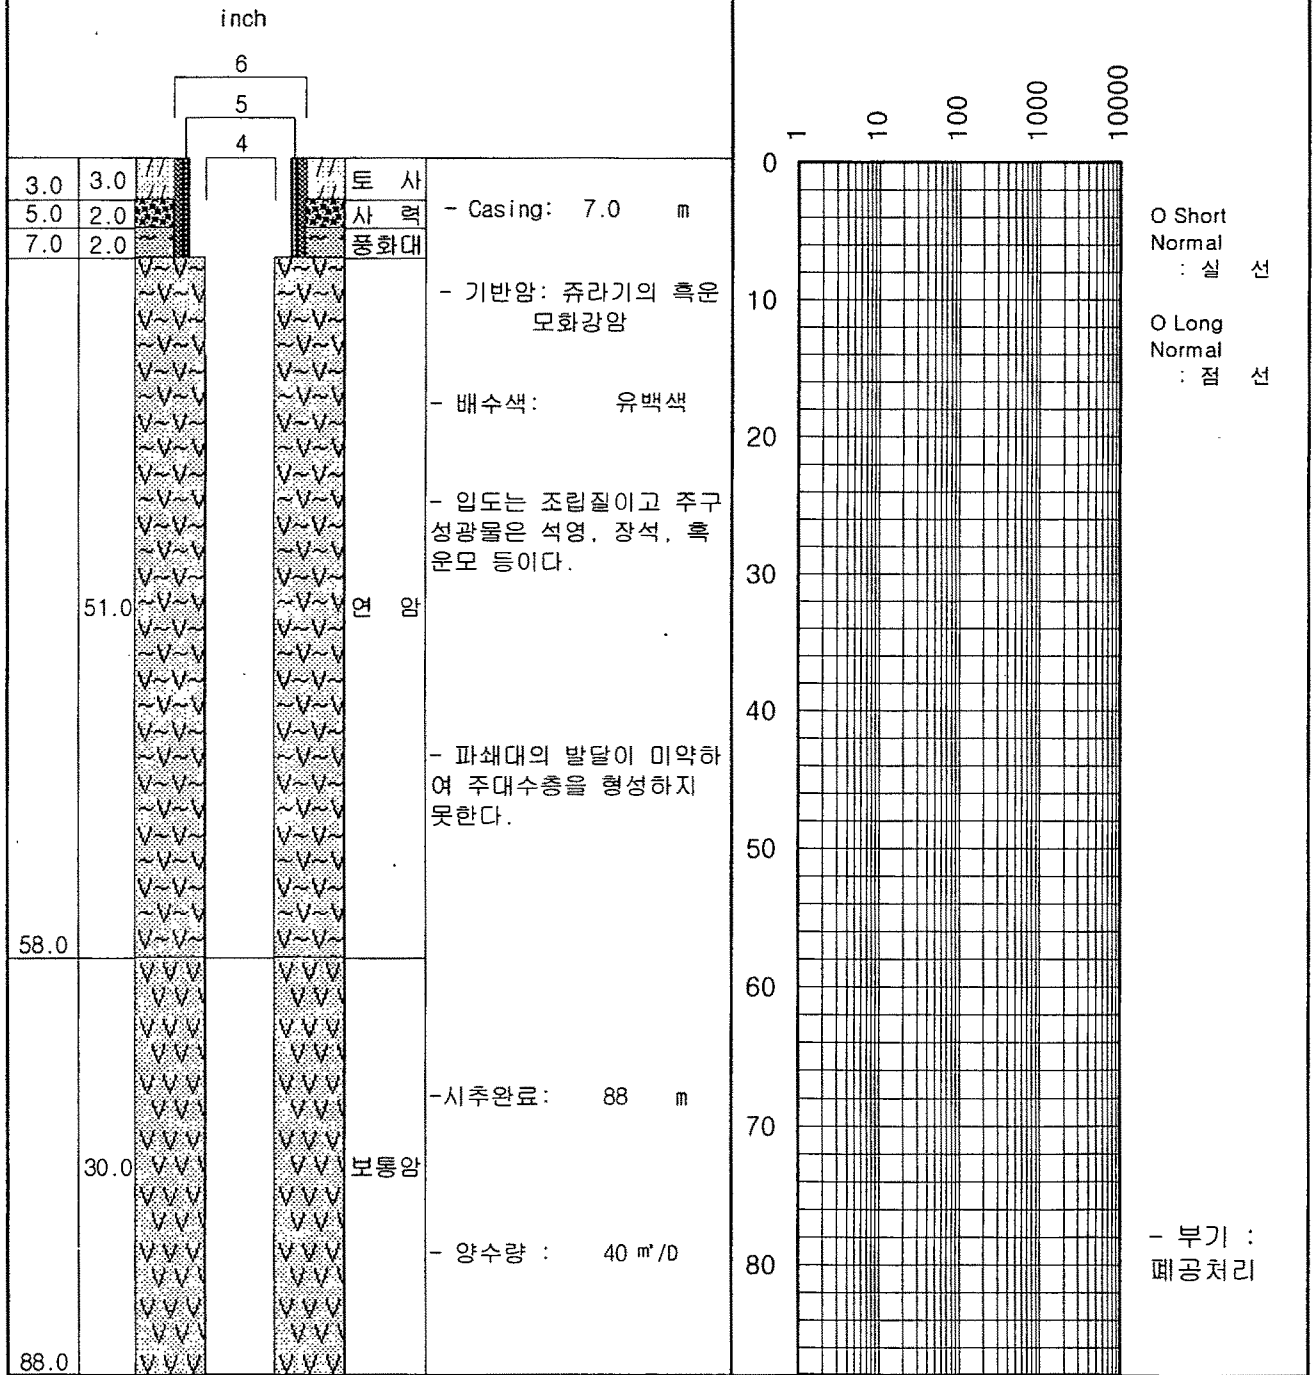 inch
6
5
4
3.0 3.0 토 사
5.0 2.0 사 력
7.0 2.0 풍화대
- Casing: 7.0 m
- 기반암: 쥬라기의 흑운
모화강암
- 배수색: 유백색
- 입도는 조립질이고 주구
성광물은 석영, 장석, 흑
운모 등이다.
51.0 연 암
- 파쇄대의 발달이 미약하
여 주대수층을 형성하지
못한다.
58.0
-시추완료: 88 m
30.0 보통암
- 양수량 : 40 ㎥/D
88.0
1 10 100 1000 10000
0
10
20
30
40
50
60
70
80
O Short
Normal
: 실 선
O Long
Normal
: 점 선
- 부기 :
폐공처리